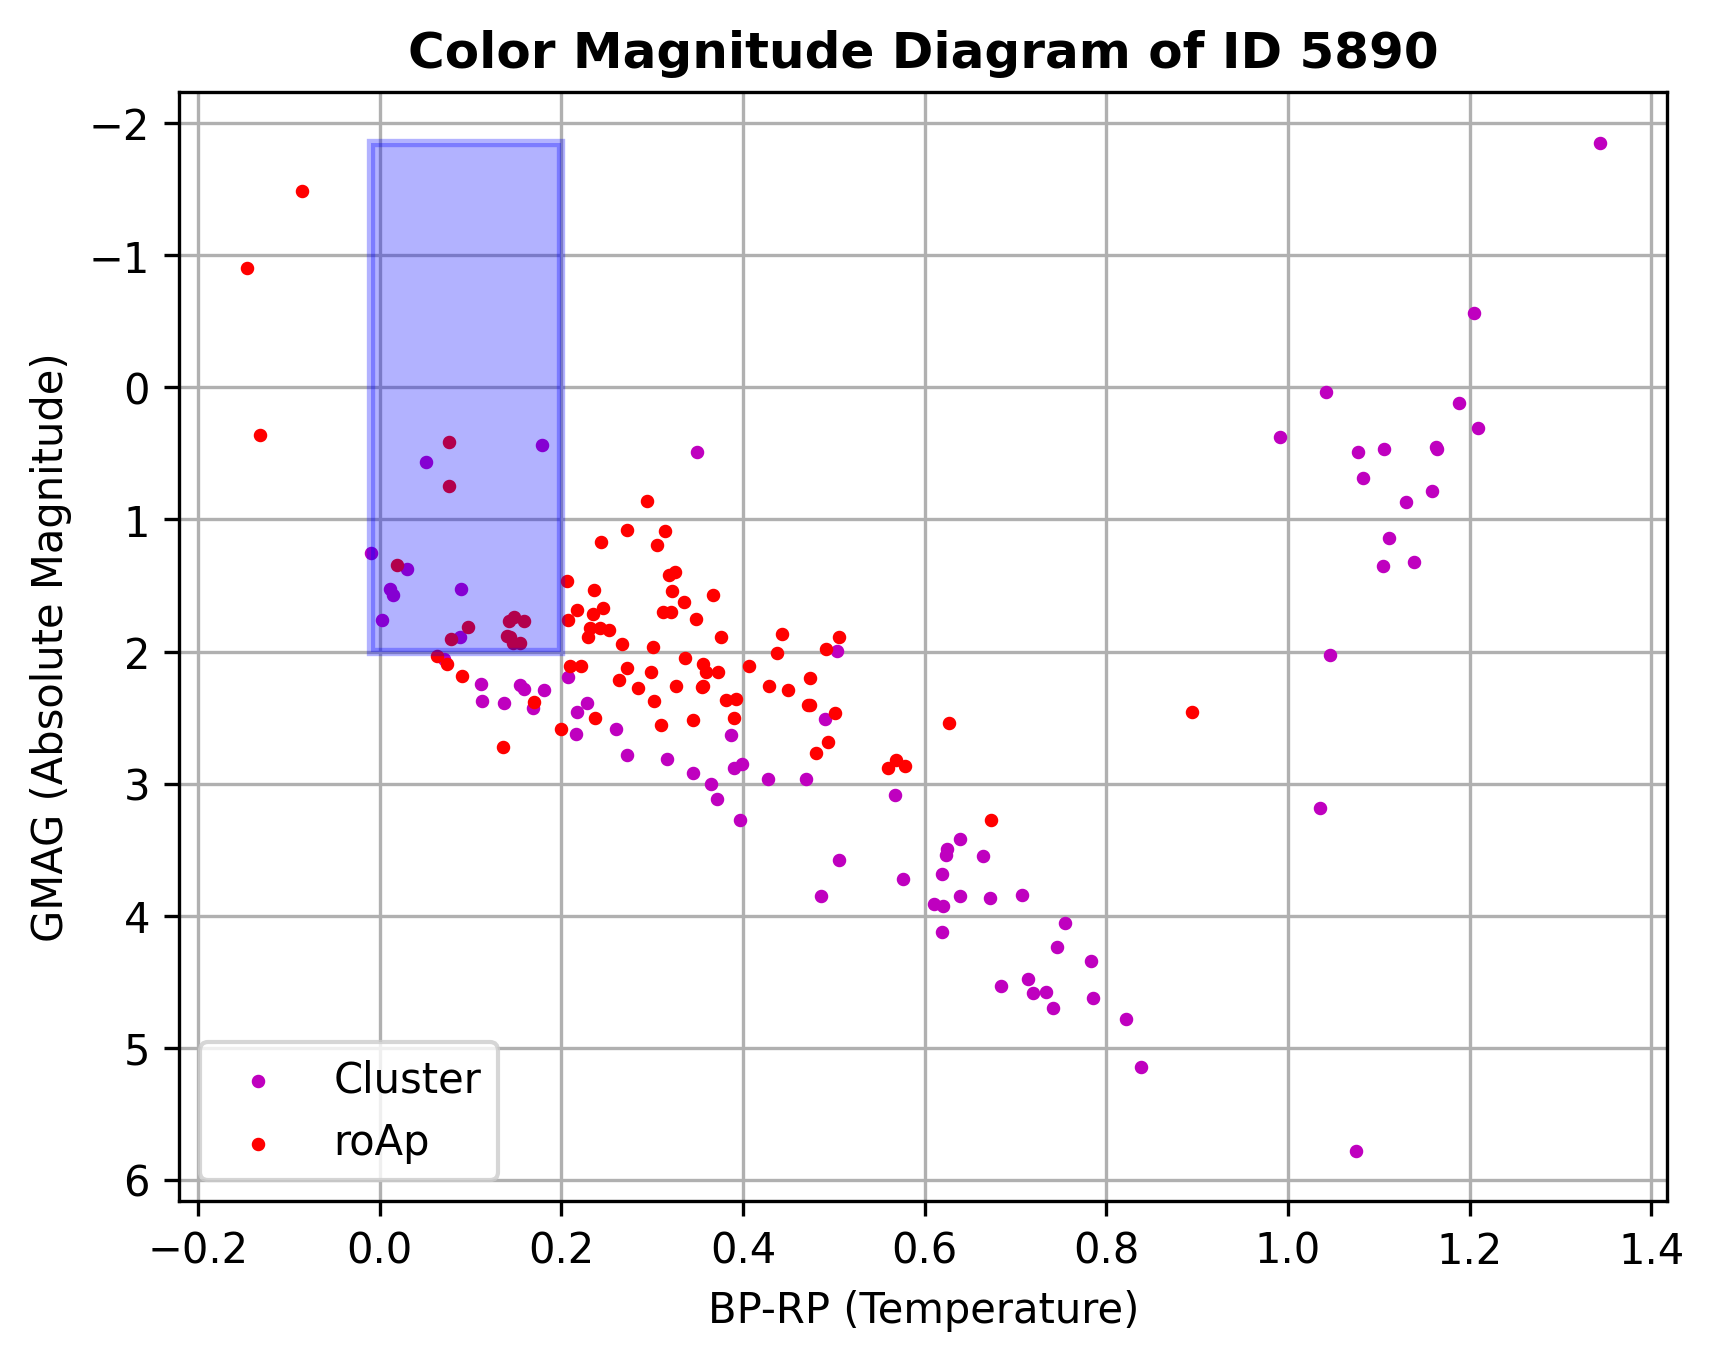 Color Magnitude Diagram of ID 5890
−2
−1
0
1
2
3
4
5
6
GMAG (Absolute Magnitude)
Cluster
roAp
−0.2 0.0 0.2 0.4 0.6 0.8 1.0 1.2 1.4
BP-RP (Temperature)